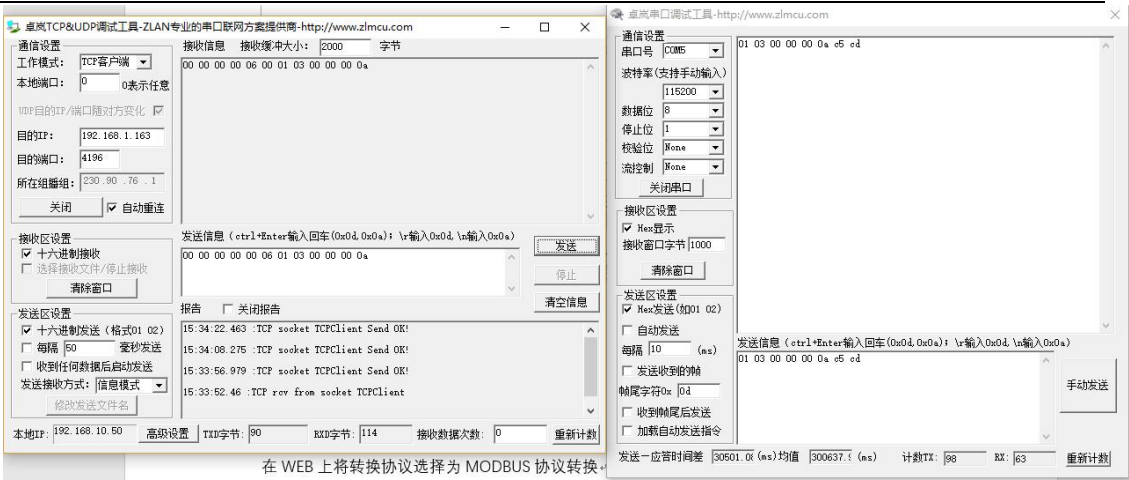 卓岚TCP&UDP调试工具-ZLAN专业的串口联网方案提供商-http://www.zlmcu.com
通信设置
工作模式: TCP客户端
本地端口: 0 0表示任意
UDP目的IP/端口随对方变化
目的IP: 192.168.1.163
目的端口: 4196
所在组播组: 230.90.76.1
关闭 自动重连
接收区设置
十六进制接收
选择接收文件/停止接收
清除窗口
发送区设置
十六进制发送(格式01 02)
每隔 50 毫秒发送
收到任何数据后启动发送
发送接收方式: 信息模式
修改发送文件名
接收信息 接收缓冲大小: 2000 字节
00 00 00 00 06 00 01 03 00 00 00 0a
发送信息(ctrl+Enter输入回车(0x0d,0x0a); \r输入0x0d,\n输入0x0a)
00 00 00 00 00 06 01 03 00 00 00 0a
发送
停止
清空信息
报告 关闭报告
15:34:22.463 :TCP socket TCPClient Send OK!
15:34:08.275 :TCP socket TCPClient Send OK!
15:33:56.979 :TCP socket TCPClient Send OK!
15:33:52.46 :TCP rcv from socket TCPClient
本地IP: 192.168.10.50 高级设置 TXD字节: 90 RXD字节: 114 接收数据次数: 0 重新计数
在 WEB 上将转换协议选择为 MODBUS 协议转换
卓岚串口调试工具-http://www.zlmcu.com
通信设置
串口号 COM5
波特率(支持手动输入)
115200
数据位 8
停止位 1
校验位 None
流控制 None
关闭串口
接收区设置
Hex显示
接收窗口字节 1000
清除窗口
发送区设置
Hex发送(如01 02)
自动发送
每隔 10 (ms)
发送收到的帧
帧尾字符0x 0d
收到帧尾后发送
加载自动发送指令
01 03 00 00 00 0a c5 cd
发送信息(ctrl+Enter输入回车(0x0d,0x0a); \r输入0x0d,\n输入0x0a)
01 03 00 00 00 0a c5 cd
手动发送
发送一应答时间差 30501.0 (ms)均值 300637. (ms) 计数TX: 98 RX: 63 重新计数